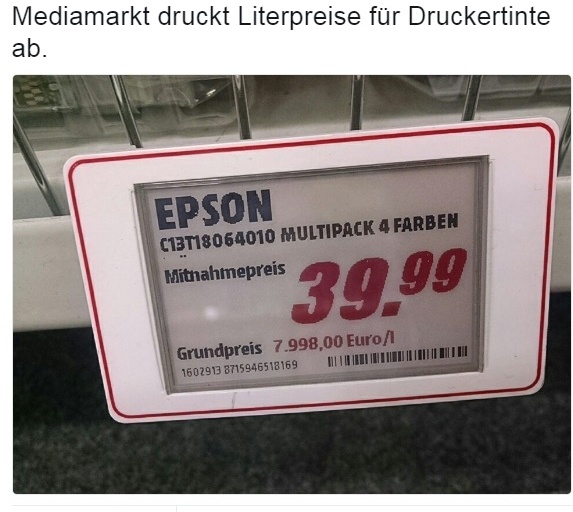 Mediamarkt druckt Literpreise für Druckertinte
ab.
EPSON
C13T18064010 MULTIPACK 4 FARBEN
Mitnahmepreis
39.99
Grundpreis 7.998,00 Euro/l
1602913 8715946518169